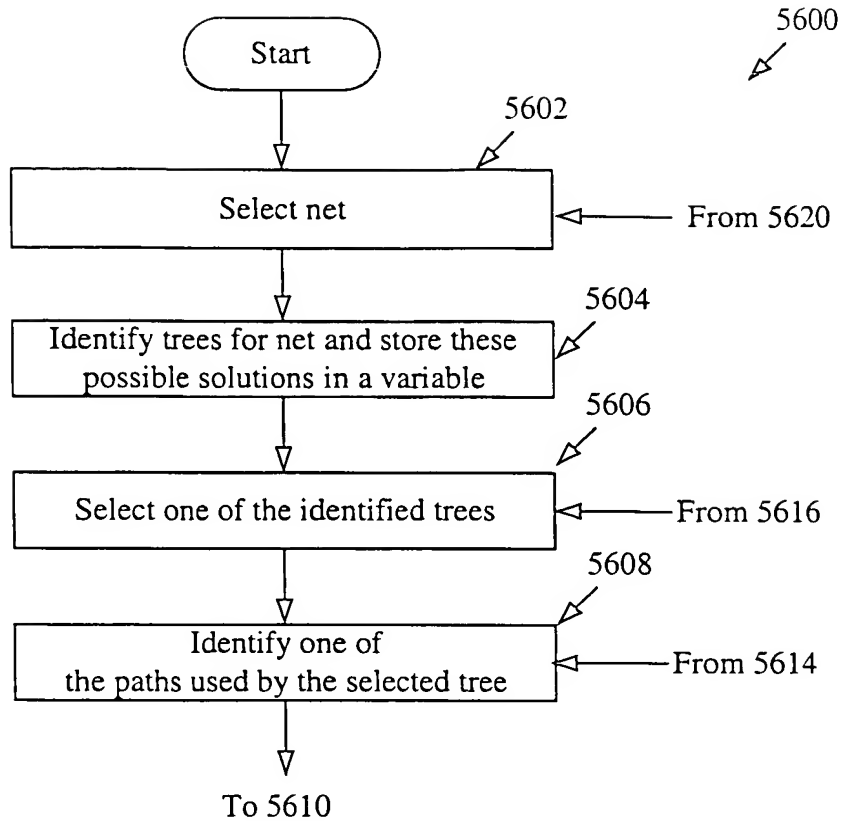 5600
Start
5602
Select net
From 5620
5604
Identify trees for net and store these
possible solutions in a variable
5606
Select one of the identified trees
From 5616
5608
Identify one of
the paths used by the selected tree
From 5614
To 5610